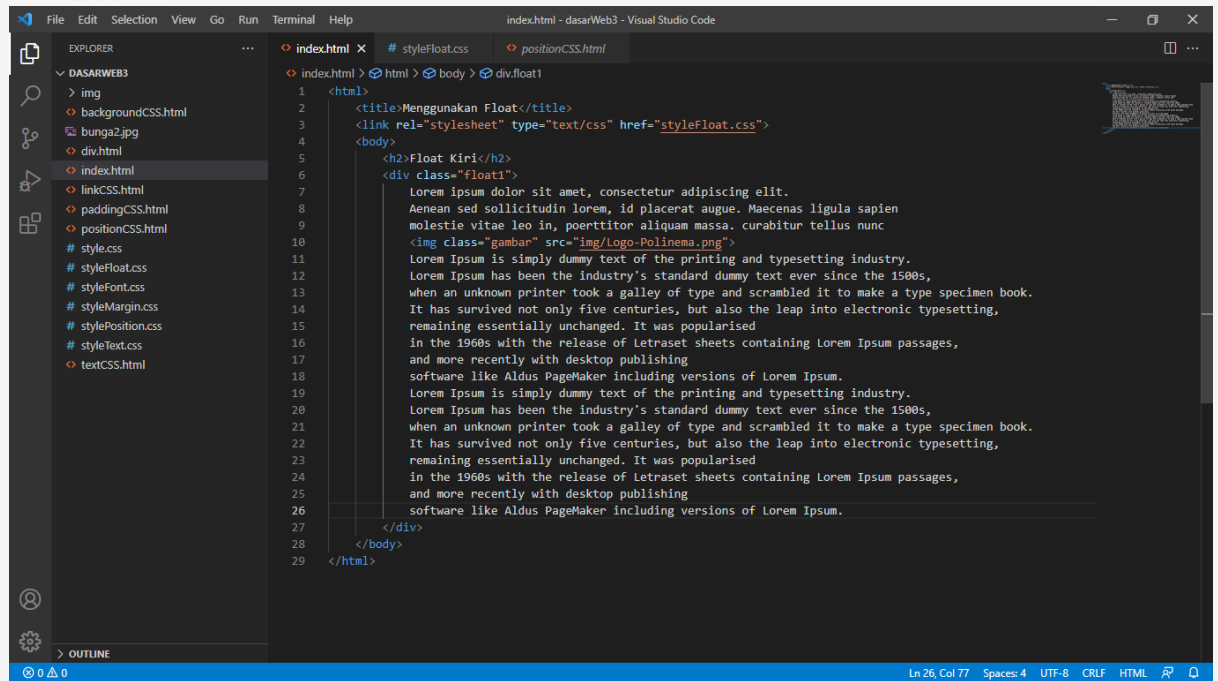 File Edit Selection View Go Run Terminal Help index.html - dasarWeb3 - Visual Studio Code
EXPLORER ···
DASARWEB3
img
backgroundCSS.html
bunga2.jpg
div.html
index.html
linkCSS.html
paddingCSS.html
positionCSS.html
# style.css
# styleFloat.css
# styleFont.css
# styleMargin.css
# stylePosition.css
# styleText.css
textCSS.html
OUTLINE
index.html # styleFloat.css positionCSS.html
index.html > html > body > div.float1
1 <html>
2 <title>Menggunakan Float</title>
3 <link rel="stylesheet" type="text/css" href="styleFloat.css">
4 <body>
5 <h2>Float Kiri</h2>
6 <div class="float1">
7 Lorem ipsum dolor sit amet, consectetur adipiscing elit.
8 Aenean sed sollicitudin lorem, id placerat augue. Maecenas ligula sapien
9 molestie vitae leo in, poerttitor aliquam massa. curabitur tellus nunc
10 <img class="gambar" src="img/Logo-Polinema.png">
11 Lorem Ipsum is simply dummy text of the printing and typesetting industry.
12 Lorem Ipsum has been the industry's standard dummy text ever since the 1500s,
13 when an unknown printer took a galley of type and scrambled it to make a type specimen book.
14 It has survived not only five centuries, but also the leap into electronic typesetting,
15 remaining essentially unchanged. It was popularised
16 in the 1960s with the release of Letraset sheets containing Lorem Ipsum passages,
17 and more recently with desktop publishing
18 software like Aldus PageMaker including versions of Lorem Ipsum.
19 Lorem Ipsum is simply dummy text of the printing and typesetting industry.
20 Lorem Ipsum has been the industry's standard dummy text ever since the 1500s,
21 when an unknown printer took a galley of type and scrambled it to make a type specimen book.
22 It has survived not only five centuries, but also the leap into electronic typesetting,
23 remaining essentially unchanged. It was popularised
24 in the 1960s with the release of Letraset sheets containing Lorem Ipsum passages,
25 and more recently with desktop publishing
26 software like Aldus PageMaker including versions of Lorem Ipsum.
27 </div>
28 </body>
29 </html>
0 0 Ln 26, Col 77 Spaces: 4 UTF-8 CRLF HTML